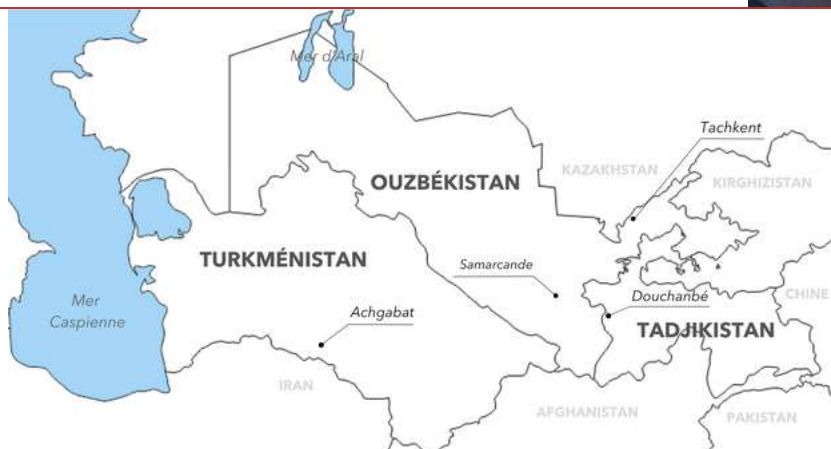 Mer d'Aral
Tachkent
KAZAKHSTAN
OUZBÉKISTAN
KIRGHIZISTAN
TURKMÉNISTAN
Samarcande
Mer
Caspienne
Achgabat
Douchanbé
CHINE
TADJIKISTAN
IRAN
AFGHANISTAN
PAKISTAN